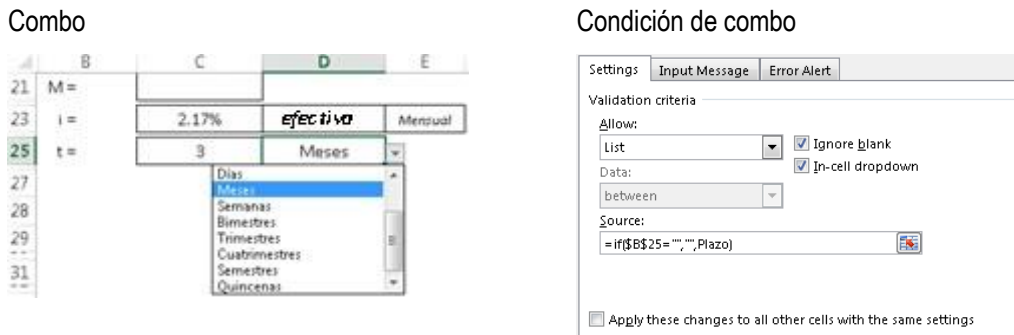 Combo
Condición de combo
B C D E
21 M =
23 i = 2.17% efectiva Mensual
25 t = 3 Meses
27
28
29
31
Días
Meses
Semanas
Bimestres
Trimestres
Cuatrimestres
Semestres
Quincenas
Settings Input Message Error Alert
Validation criteria
Allow:
List
Ignore blank
In-cell dropdown
Data:
between
Source:
=if($B$25="","",Plazo)
Apply these changes to all other cells with the same settings